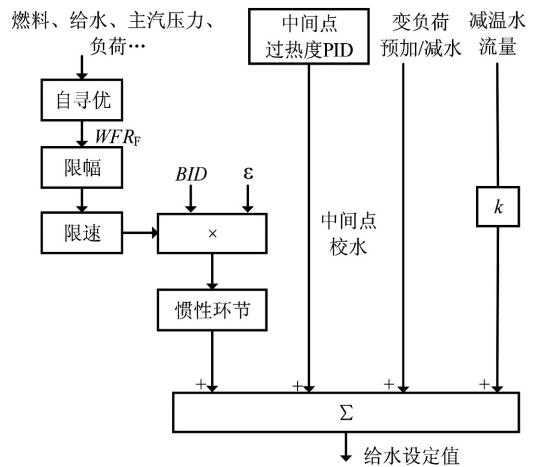 燃料、给水、主汽压力、
负荷…
自寻优
WFR_F
限幅
限速
BID
ε
×
惯性环节
中间点
过热度PID
中间点
校水
变负荷
预加/减水
减温水
流量
k
+
+
+
+
Σ
给水设定值